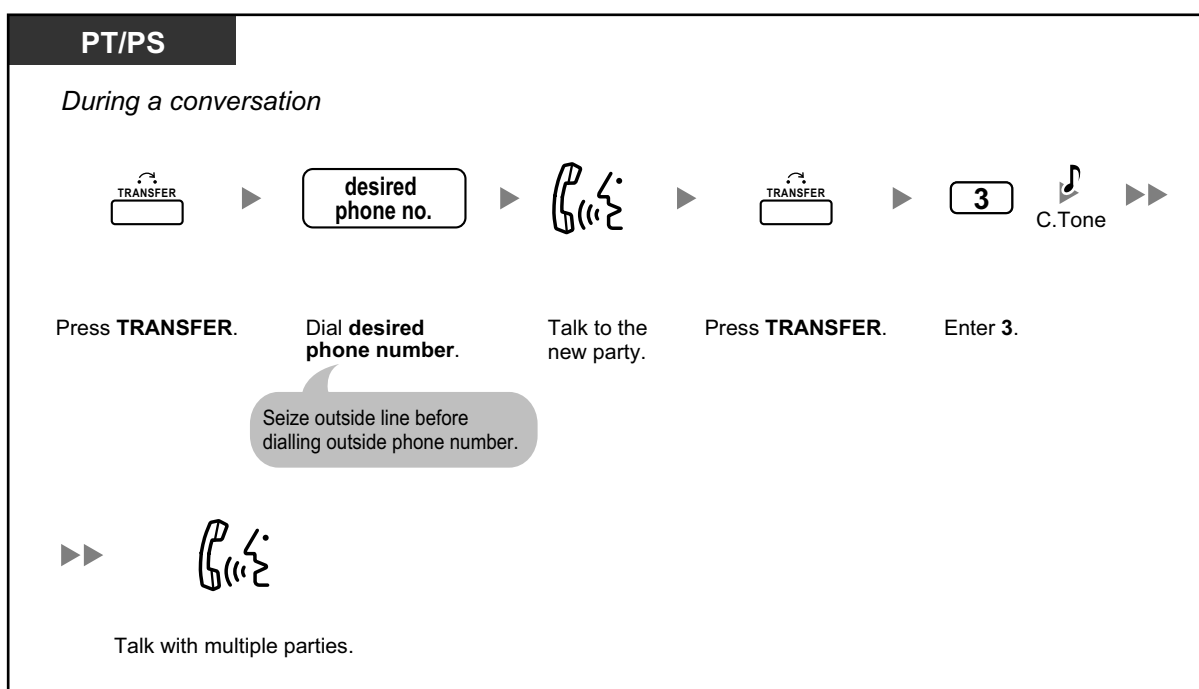 PT/PS
During a conversation
TRANSFER
desired
phone no.
TRANSFER
3
C.Tone
Press TRANSFER.
Dial desired
phone number.
Talk to the
new party.
Press TRANSFER.
Enter 3.
Seize outside line before
dialling outside phone number.
Talk with multiple parties.